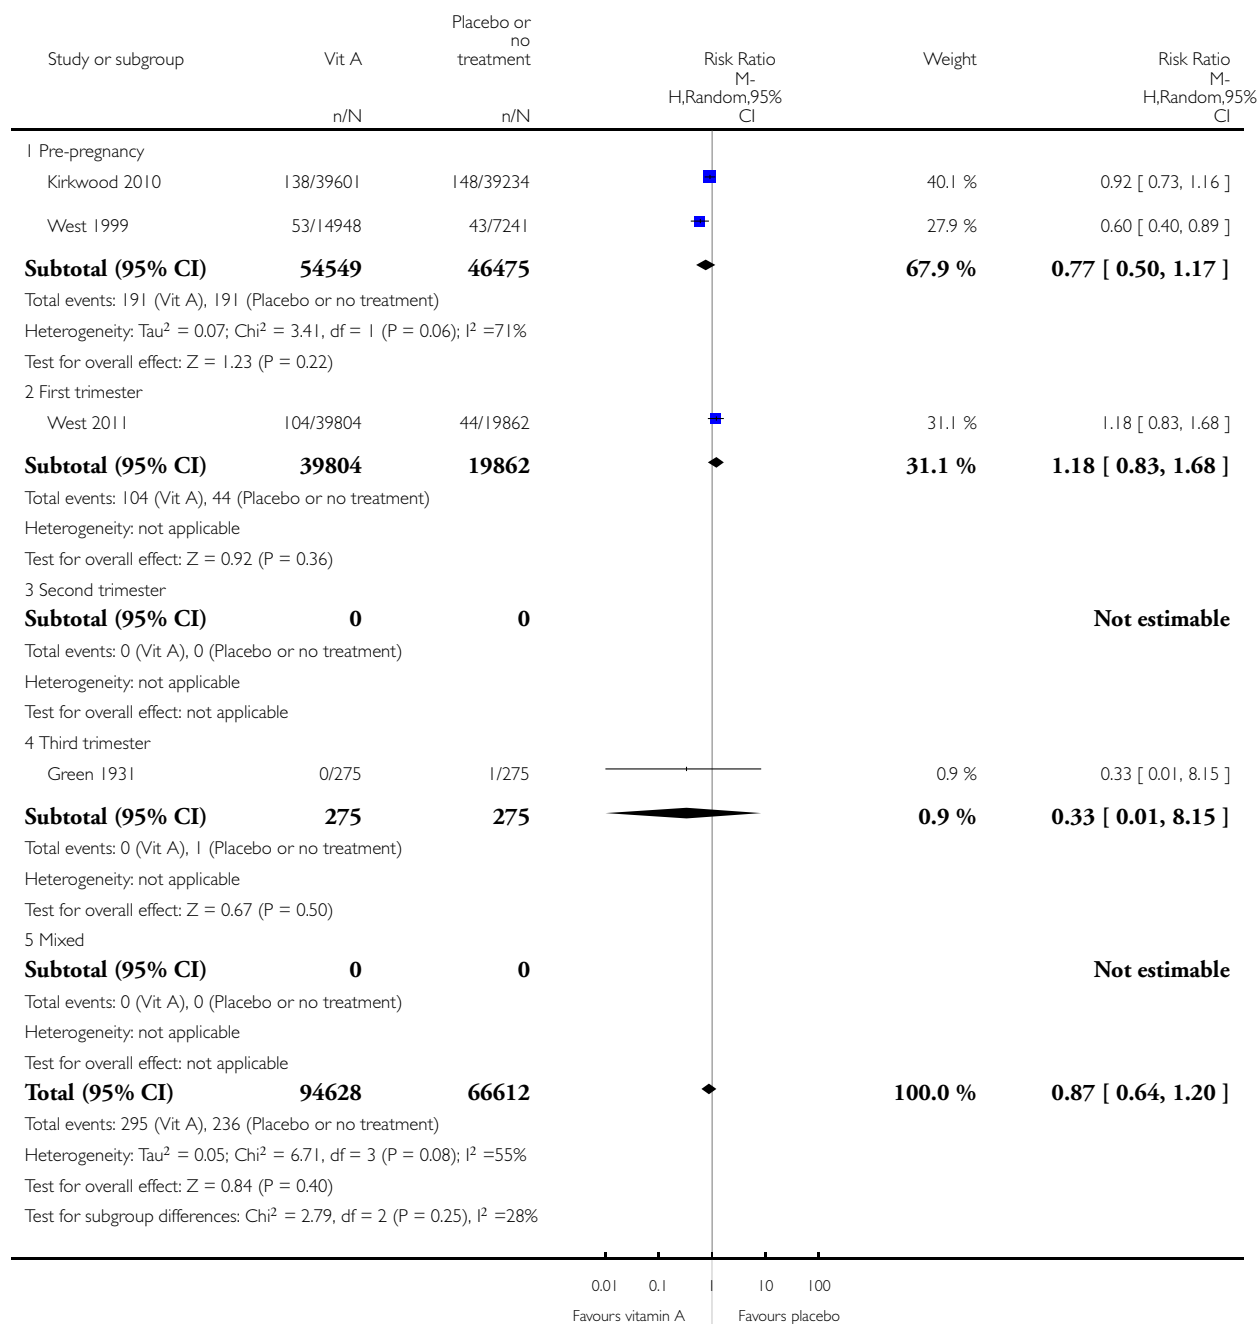 Placebo or
no
Study or subgroup Vit A treatment Risk Ratio Weight Risk Ratio
M- M-
H,Random,95% H,Random,95%
n/N n/N CI CI
1 Pre-pregnancy
Kirkwood 2010 138/39601 148/39234 40.1 % 0.92 [ 0.73, 1.16 ]
West 1999 53/14948 43/7241 27.9 % 0.60 [ 0.40, 0.89 ]
Subtotal (95% CI) 54549 46475 67.9 % 0.77 [ 0.50, 1.17 ]
Total events: 191 (Vit A), 191 (Placebo or no treatment)
Heterogeneity: Tau² = 0.07; Chi² = 3.41, df = 1 (P = 0.06); I² =71%
Test for overall effect: Z = 1.23 (P = 0.22)
2 First trimester
West 2011 104/39804 44/19862 31.1 % 1.18 [ 0.83, 1.68 ]
Subtotal (95% CI) 39804 19862 31.1 % 1.18 [ 0.83, 1.68 ]
Total events: 104 (Vit A), 44 (Placebo or no treatment)
Heterogeneity: not applicable
Test for overall effect: Z = 0.92 (P = 0.36)
3 Second trimester
Subtotal (95% CI) 0 0 Not estimable
Total events: 0 (Vit A), 0 (Placebo or no treatment)
Heterogeneity: not applicable
Test for overall effect: not applicable
4 Third trimester
Green 1931 0/275 1/275 0.9 % 0.33 [ 0.01, 8.15 ]
Subtotal (95% CI) 275 275 0.9 % 0.33 [ 0.01, 8.15 ]
Total events: 0 (Vit A), 1 (Placebo or no treatment)
Heterogeneity: not applicable
Test for overall effect: Z = 0.67 (P = 0.50)
5 Mixed
Subtotal (95% CI) 0 0 Not estimable
Total events: 0 (Vit A), 0 (Placebo or no treatment)
Heterogeneity: not applicable
Test for overall effect: not applicable
Total (95% CI) 94628 66612 100.0 % 0.87 [ 0.64, 1.20 ]
Total events: 295 (Vit A), 236 (Placebo or no treatment)
Heterogeneity: Tau² = 0.05; Chi² = 6.71, df = 3 (P = 0.08); I² =55%
Test for overall effect: Z = 0.84 (P = 0.40)
Test for subgroup differences: Chi² = 2.79, df = 2 (P = 0.25), I² =28%
0.01 0.1 1 10 100
Favours vitamin A Favours placebo